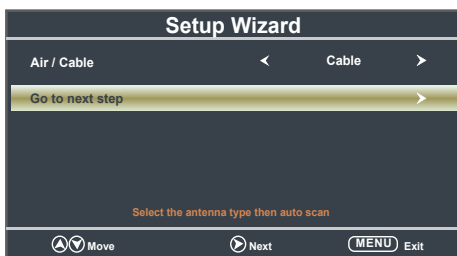 Setup Wizard
Air / Cable Cable
Go to next step
Select the antenna type then auto scan
Move Next MENU Exit